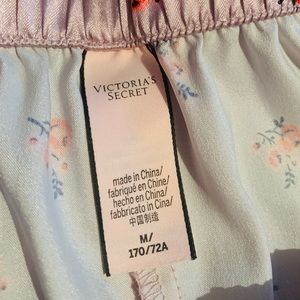 VICTORIA'S
SECRET
made in China/
fabriqué en Chine/
hecho en China/
fabbricato in Cina/
中国制造
M/
170/72A